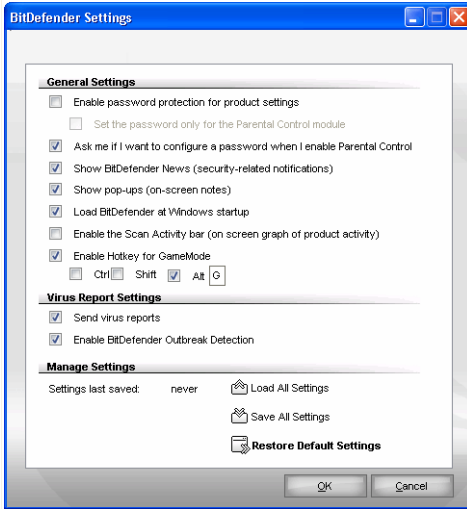 BitDefender Settings
General Settings
Enable password protection for product settings
Set the password only for the Parental Control module
Ask me if I want to configure a password when I enable Parental Control
Show BitDefender News (security-related notifications)
Show pop-ups (on-screen notes)
Load BitDefender at Windows startup
Enable the Scan Activity bar (on screen graph of product activity)
Enable Hotkey for GameMode
Ctrl Shift Alt G
Virus Report Settings
Send virus reports
Enable BitDefender Outbreak Detection
Manage Settings
Settings last saved: never Load All Settings
Save All Settings
Restore Default Settings
OK Cancel